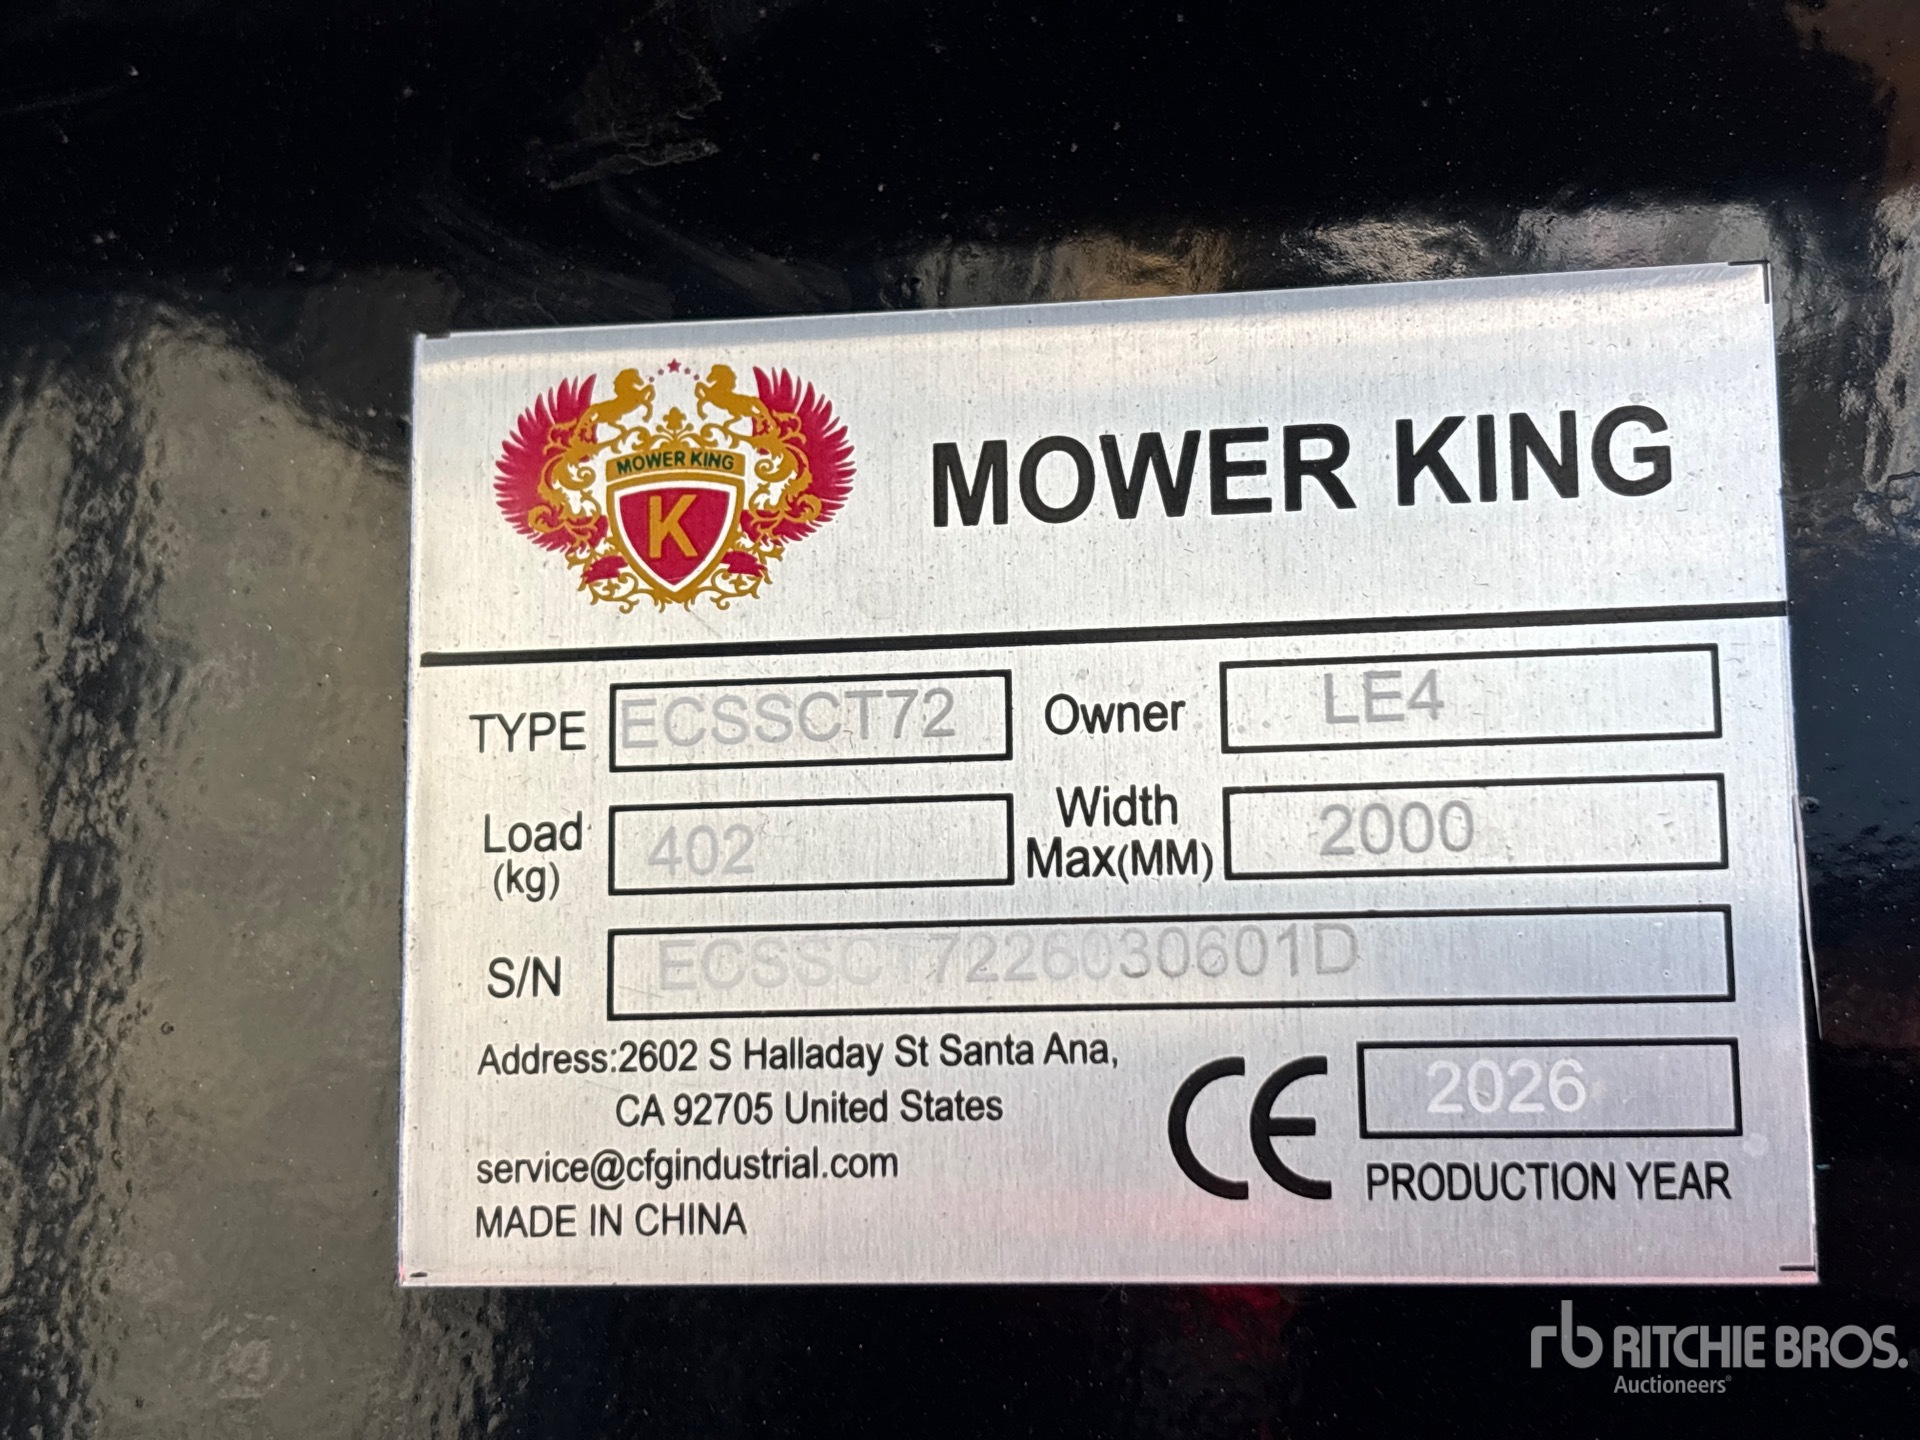 MOWER KING
K
MOWER KING
TYPE ECSSCT72 Owner LE4
Load (kg) 402 Width Max(MM) 2000
S/N ECSSCT7226030601D
Address:2602 S Halladay St Santa Ana,
CA 92705 United States
service@cfgindustrial.com
MADE IN CHINA
CE 2026
PRODUCTION YEAR
rb RITCHIE BROS.
Auctioneers